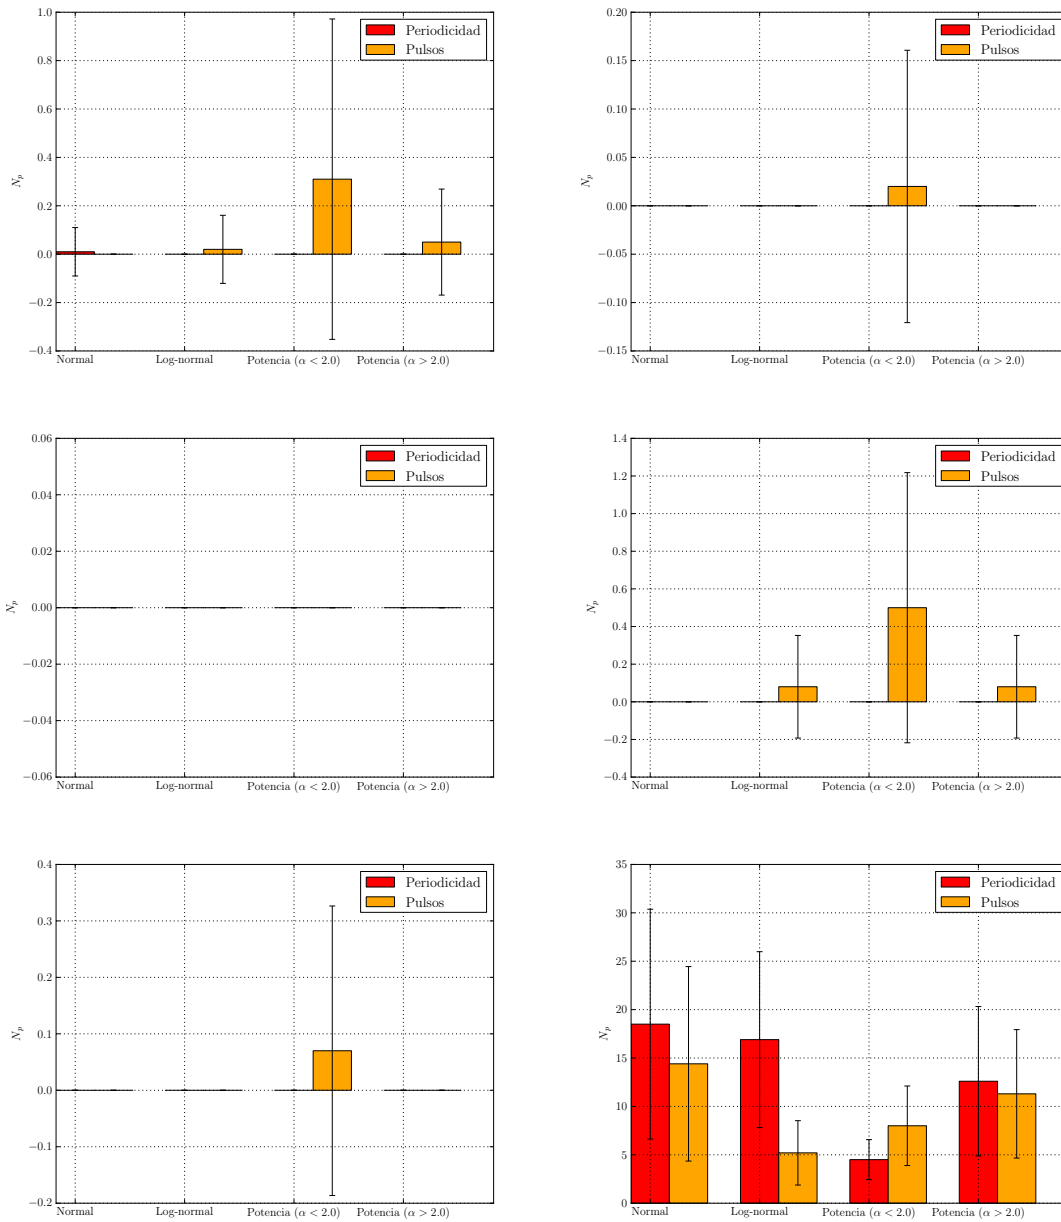 1.0
0.8
0.6
0.4
0.2
0.0
−0.2
−0.4
N_p
Normal Log-normal Potencia (α < 2.0) Potencia (α > 2.0)
Periodicidad
Pulsos
0.20
0.15
0.10
0.05
0.00
−0.05
−0.10
−0.15
N_p
Normal Log-normal Potencia (α < 2.0) Potencia (α > 2.0)
Periodicidad
Pulsos
0.06
0.04
0.02
0.00
−0.02
−0.04
−0.06
N_p
Normal Log-normal Potencia (α < 2.0) Potencia (α > 2.0)
Periodicidad
Pulsos
1.4
1.2
1.0
0.8
0.6
0.4
0.2
0.0
−0.2
−0.4
N_p
Normal Log-normal Potencia (α < 2.0) Potencia (α > 2.0)
Periodicidad
Pulsos
0.4
0.3
0.2
0.1
0.0
−0.1
−0.2
N_p
Normal Log-normal Potencia (α < 2.0) Potencia (α > 2.0)
Periodicidad
Pulsos
35
30
25
20
15
10
5
0
N_p
Normal Log-normal Potencia (α < 2.0) Potencia (α > 2.0)
Periodicidad
Pulsos